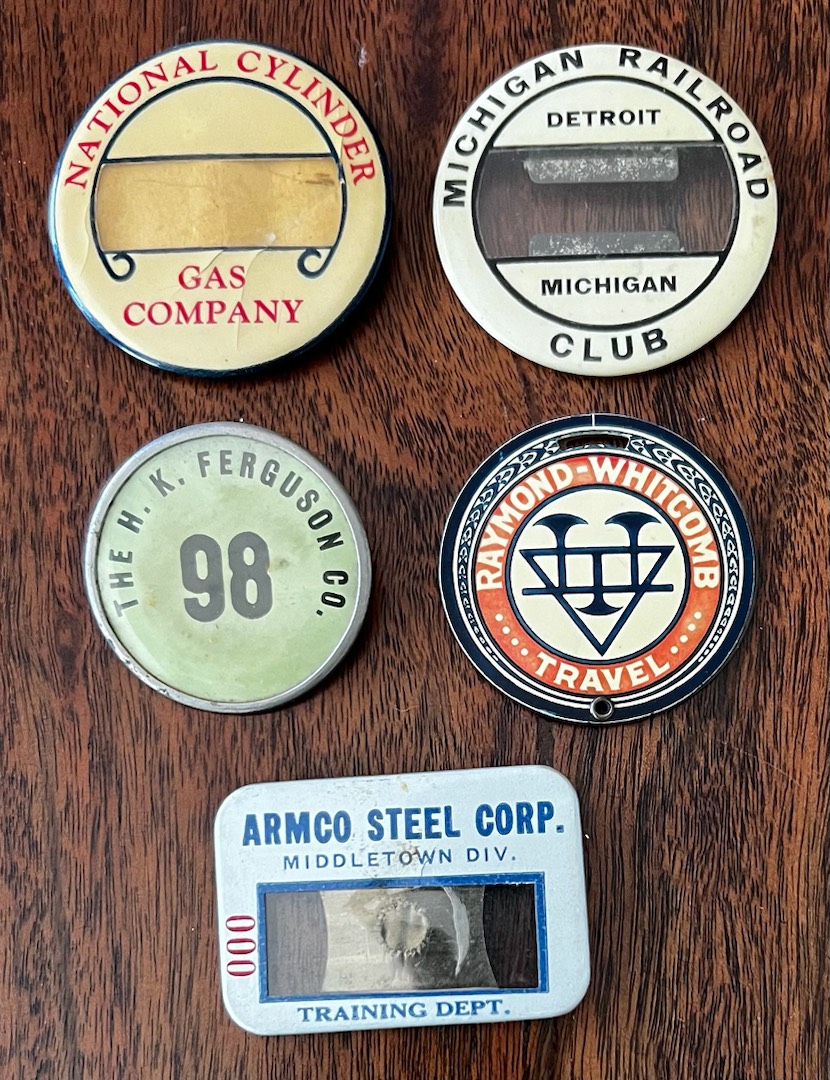 NATIONAL CYLINDER
GAS
COMPANY
MICHIGAN RAILROAD
DETROIT
MICHIGAN
CLUB
THE H. K. FERGUSON CO.
98
RAYMOND-WHITCOMB
TRAVEL
ARMCO STEEL CORP.
MIDDLETOWN DIV.
000
TRAINING DEPT.